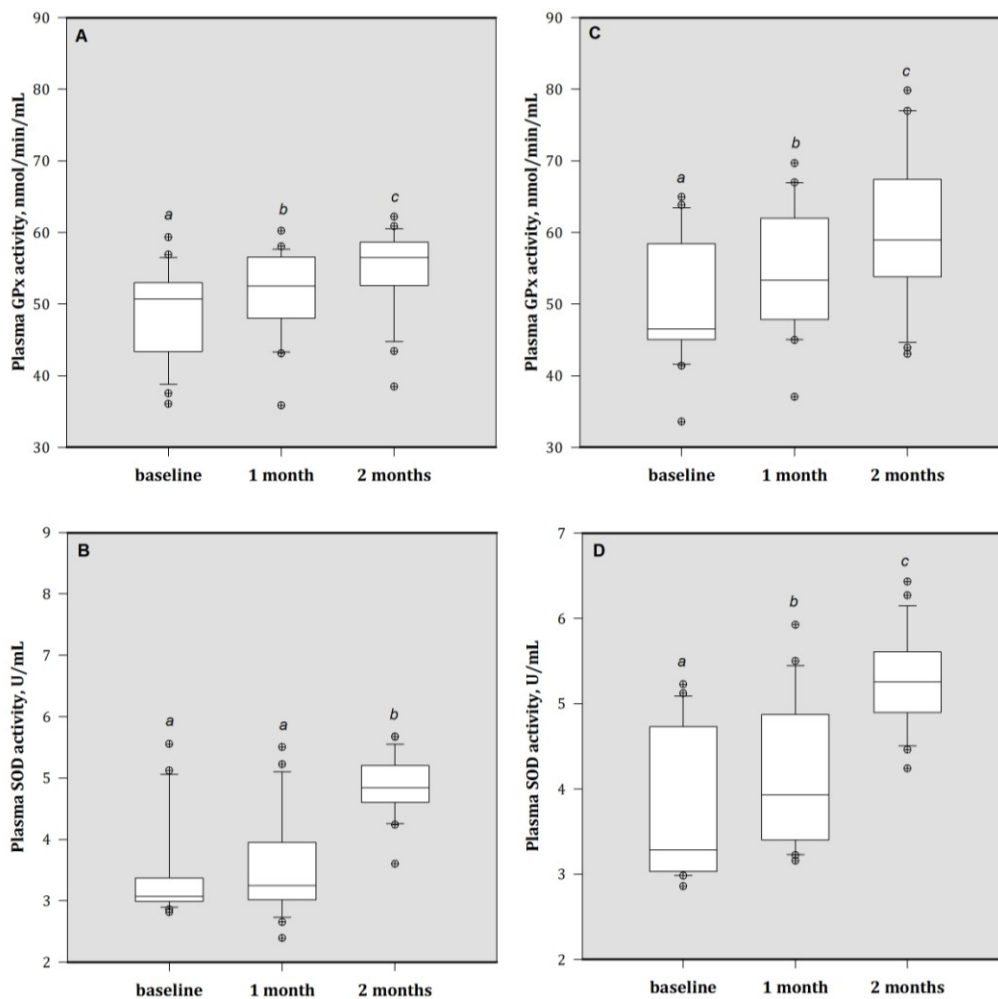 A
Plasma GPx activity, nmol/min/mL
90
80
70
60
50
40
30
a
b
c
baseline
1 month
2 months
C
Plasma GPx activity, nmol/min/mL
90
80
70
60
50
40
30
a
b
c
baseline
1 month
2 months
B
Plasma SOD activity, U/mL
9
8
7
6
5
4
3
2
a
a
b
baseline
1 month
2 months
D
Plasma SOD activity, U/mL
7
6
5
4
3
2
a
b
c
baseline
1 month
2 months